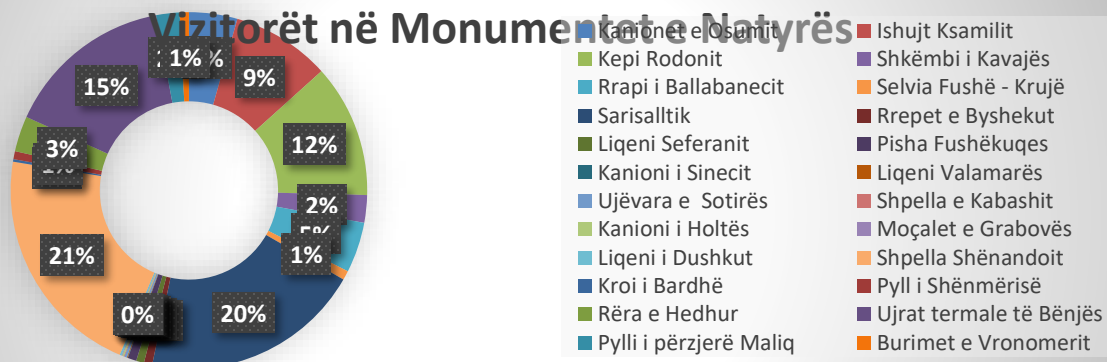 Vizitorët në Monumentet e Natyrës
Kanionet e Osumit
Ishujt Ksamilit
Kepi Rodonit
Shkëmbi i Kavajës
Rrapi i Ballabanecit
Selvia Fushë - Krujë
Sarisalltik
Rrepet e Byshekut
Liqeni Seferanit
Pisha Fushëkuqes
Kanioni i Sinecit
Liqeni Valamarës
Ujëvara e Sotirës
Shpella e Kabashit
Kanioni i Holtës
Moçalet e Grabovës
Liqeni i Dushkut
Shpella Shënandoit
Kroi i Bardhë
Pyll i Shënmërisë
Rëra e Hedhur
Ujrat termale të Bënjës
Pylli i përzjerë Maliq
Burimet e Vronomerit
1%
9%
15%
12%
3%
2%
5%
1%
21%
20%
0%